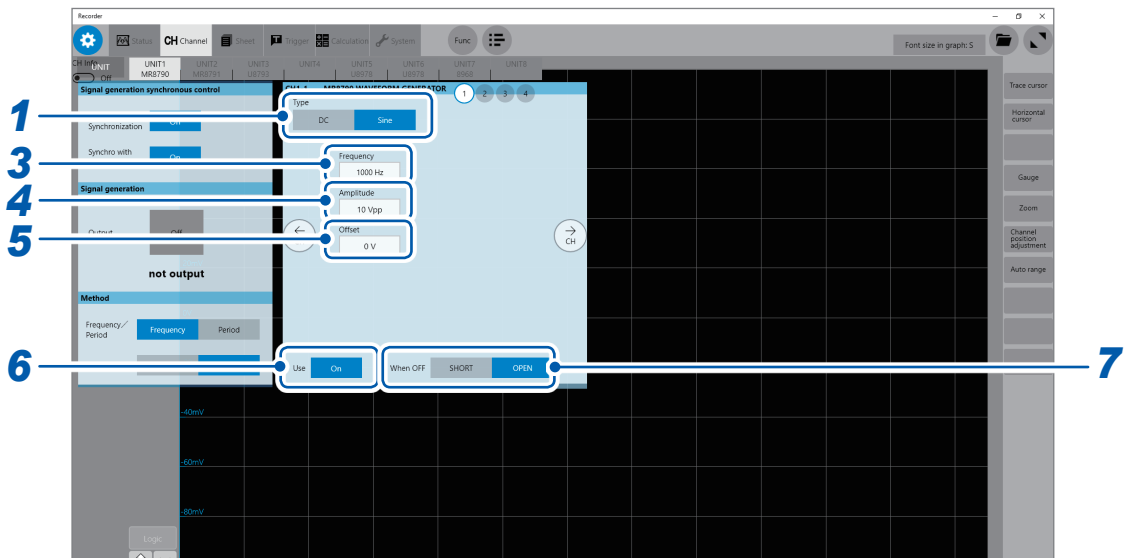 Recorder
Status CH Channel Sheet Trigger Calculation System Func Font size in graph: S
CH Info UNIT UNIT1 UNIT2 UNIT3 UNIT4 UNIT5 UNIT6 UNIT7 UNIT8
Off MR8790 MR8791 U8793 U8978 U8978 8968
Signal generation synchronous control
CH1-1 MR8790 WAVEFORM GENERATOR 1 2 3 4
Trace cursor
Type
1
DC Sine
Synchronization Off
Horizontal
cursor
Synchro with On
3
Frequency
1000 Hz
Gauge
Signal generation
4
Amplitude
10 Vpp
Zoom
5
Output Off
Offset
0 V
← →
CH
Channel
position
adjustment
not output
Auto range
Method
Frequency/
Period
Frequency Period
6
Use On
When OFF SHORT OPEN
7
-40mV
-60mV
-80mV
Logic